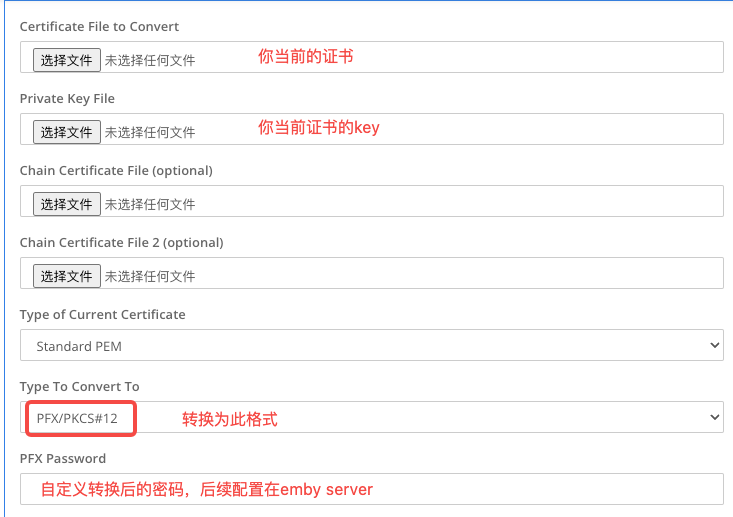 Certificate File to Convert
选择文件 未选择任何文件 你当前的证书
Private Key File
选择文件 未选择任何文件 你当前证书的key
Chain Certificate File (optional)
选择文件 未选择任何文件
Chain Certificate File 2 (optional)
选择文件 未选择任何文件
Type of Current Certificate
Standard PEM
Type To Convert To
PFX/PKCS#12 转换为此格式
PFX Password
自定义转换后的密码，后续配置在emby server